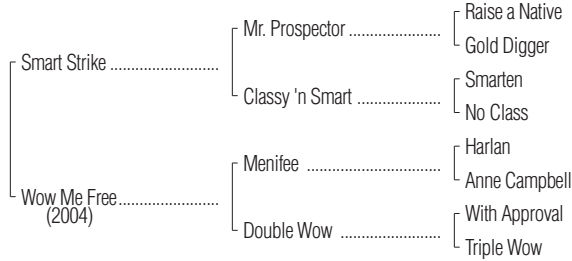 Raise a Native
Mr. Prospector ......................
Gold Digger
Smart Strike ..........................
Smarten
Classy 'n Smart ....................
No Class
Harlan
Menifee ................................
Anne Campbell
Wow Me Free........................
(2004)
With Approval
Double Wow ........................
Triple Wow